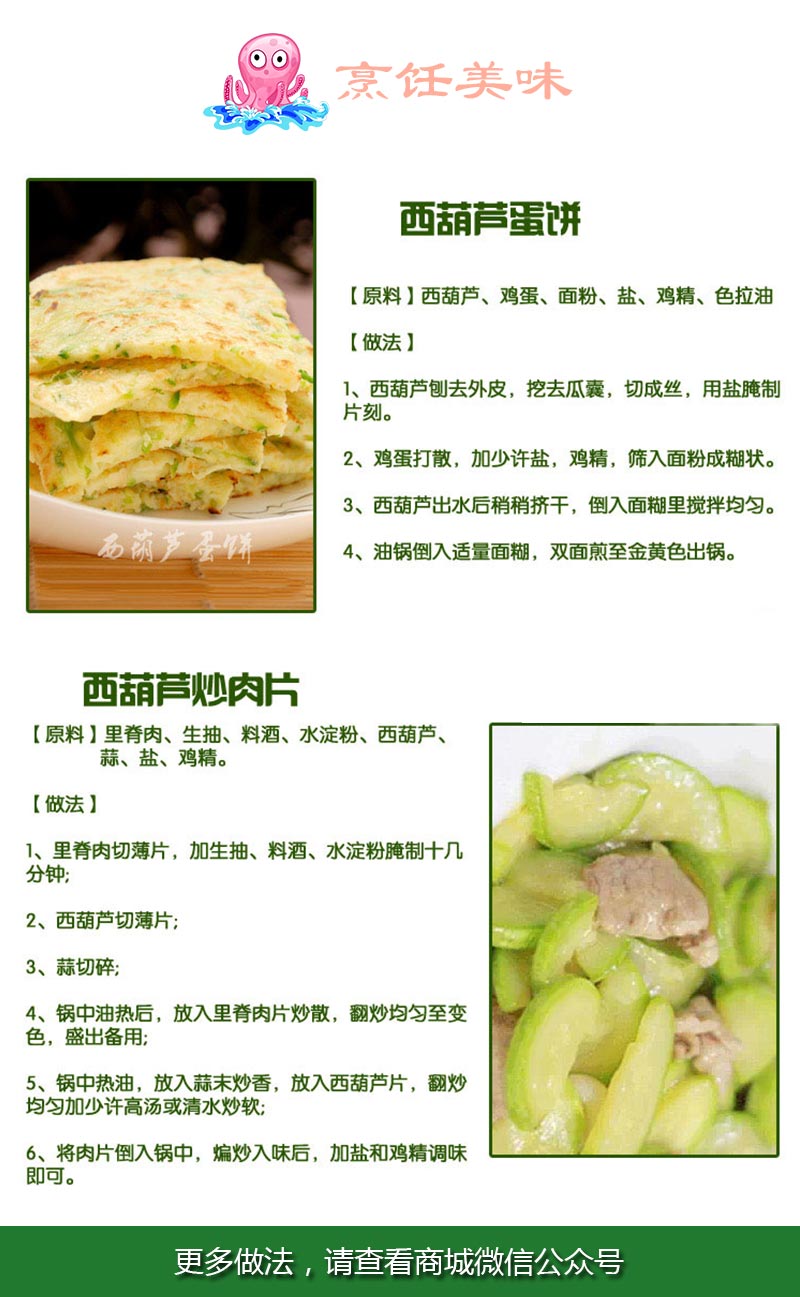 烹饪美味
西葫芦蛋饼
【原料】西葫芦、鸡蛋、面粉、盐、鸡精、色拉油
【做法】
1、西葫芦刨去外皮，挖去瓜囊，切成丝，用盐腌制
片刻。
2、鸡蛋打散，加少许盐，鸡精，筛入面粉成糊状。
3、西葫芦出水后稍稍挤干，倒入面糊里搅拌均匀。
4、油锅倒入适量面糊，双面煎至金黄色出锅。
西葫芦蛋饼
西葫芦炒肉片
【原料】里脊肉、生抽、料酒、水淀粉、西葫芦、
蒜、盐、鸡精。
【做法】
1、里脊肉切薄片，加生抽、料酒、水淀粉腌制十几
分钟;
2、西葫芦切薄片;
3、蒜切碎;
4、锅中油热后，放入里脊肉片炒散，翻炒均匀至变
色，盛出备用;
5、锅中热油，放入蒜末炒香，放入西葫芦片，翻炒
均匀加少许高汤或清水炒软;
6、将肉片倒入锅中，煸炒入味后，加盐和鸡精调味
即可。
更多做法，请查看商城微信公众号